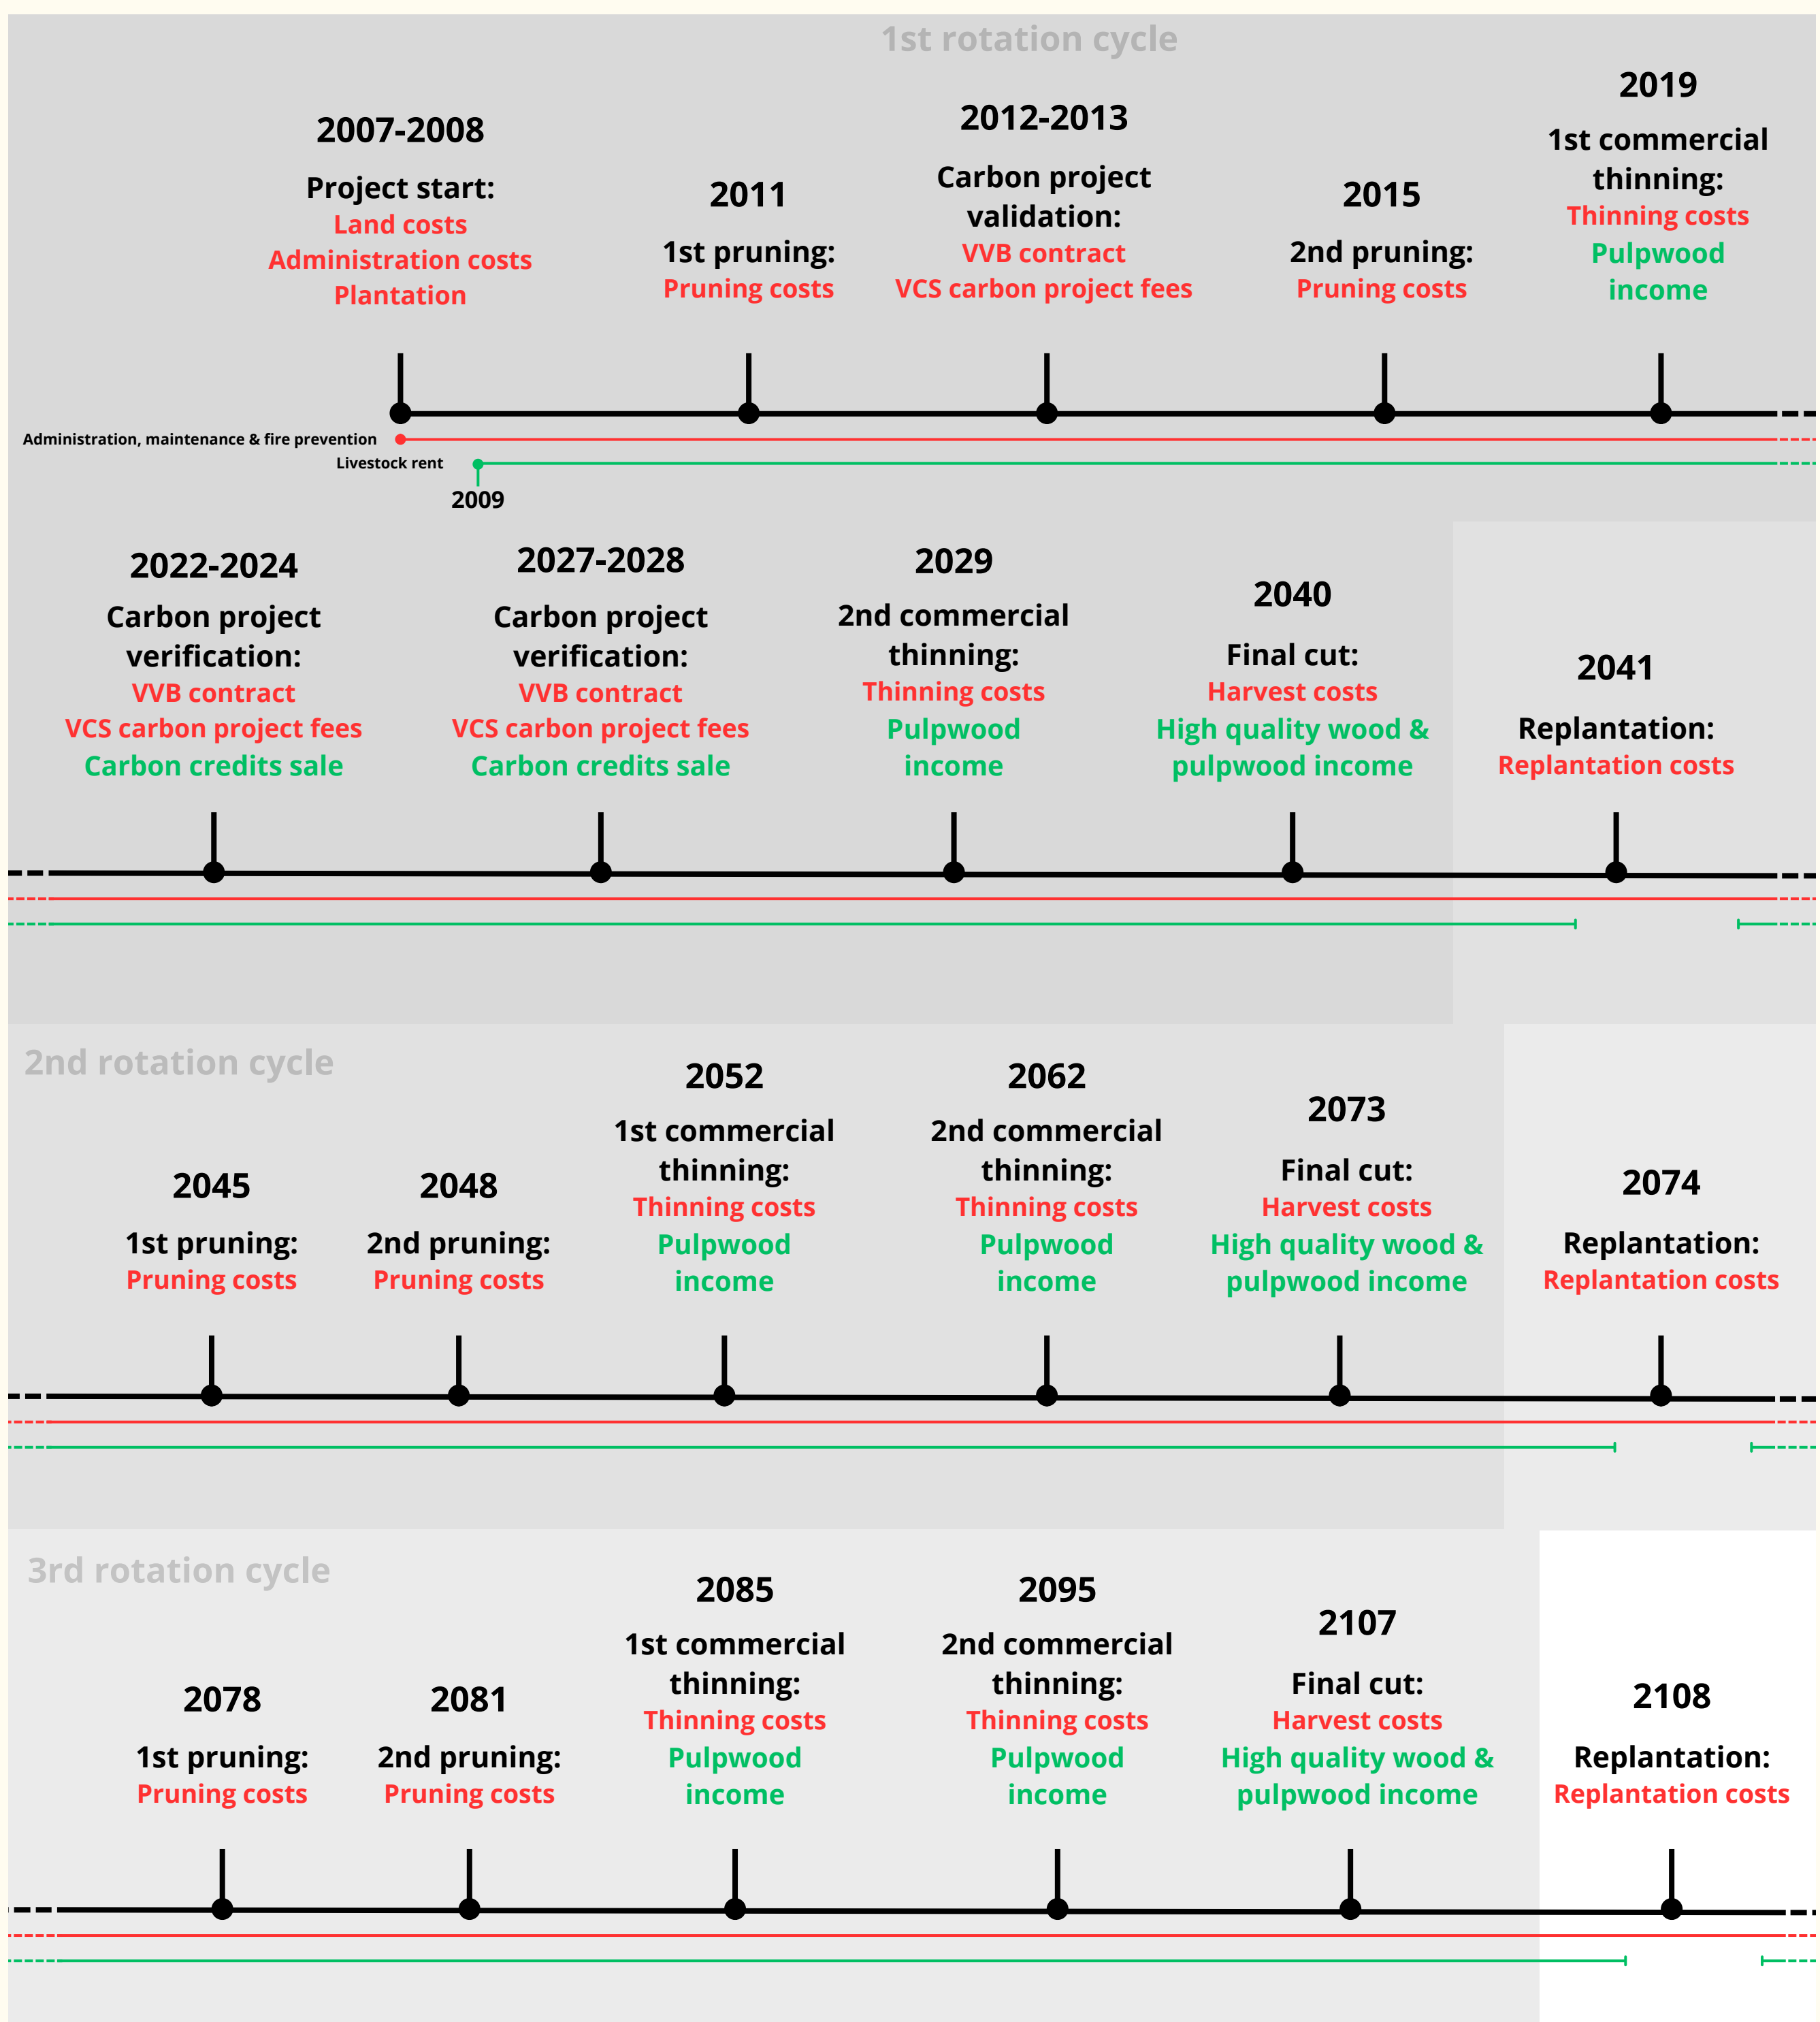 1st rotation cycle
2007-2008
Project start:
Land costs
Administration costs
Plantation
2011
1st pruning:
Pruning costs
2012-2013
Carbon project
validation:
VVB contract
VCS carbon project fees
2015
2nd pruning:
Pruning costs
2019
1st commercial
thinning:
Thinning costs
Pulpwood
income
Administration, maintenance & fire prevention
Livestock rent
2009
2022-2024
Carbon project
verification:
VVB contract
VCS carbon project fees
Carbon credits sale
2027-2028
Carbon project
verification:
VVB contract
VCS carbon project fees
Carbon credits sale
2029
2nd commercial
thinning:
Thinning costs
Pulpwood
income
2040
Final cut:
Harvest costs
High quality wood &
pulpwood income
2041
Replantation:
Replantation costs
2nd rotation cycle
2045
1st pruning:
Pruning costs
2048
2nd pruning:
Pruning costs
2052
1st commercial
thinning:
Thinning costs
Pulpwood
income
2062
2nd commercial
thinning:
Thinning costs
Pulpwood
income
2073
Final cut:
Harvest costs
High quality wood &
pulpwood income
2074
Replantation:
Replantation costs
3rd rotation cycle
2078
1st pruning:
Pruning costs
2081
2nd pruning:
Pruning costs
2085
1st commercial
thinning:
Thinning costs
Pulpwood
income
2095
2nd commercial
thinning:
Thinning costs
Pulpwood
income
2107
Final cut:
Harvest costs
High quality wood &
pulpwood income
2108
Replantation:
Replantation costs